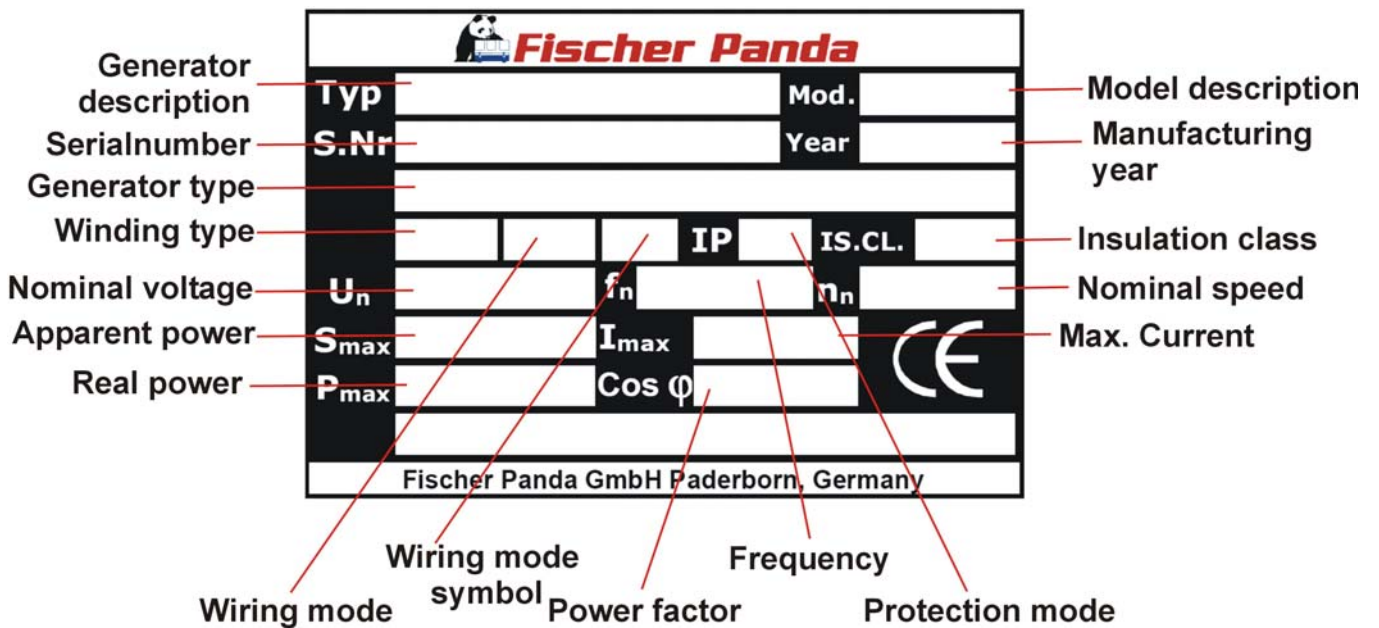 Fischer Panda
Generator
description
Typ
Mod.
Model description
Serialnumber
S.Nr
Year
Manufacturing
year
Generator type
Winding type
IP
IS.CL.
Insulation class
Nominal voltage
Un
fn
nn
Nominal speed
Apparent power
Smax
Imax
CE
Max. Current
Real power
Pmax
Cos φ
Fischer Panda GmbH Paderborn, Germany
Wiring mode
Wiring mode
symbol
Power factor
Frequency
Protection mode